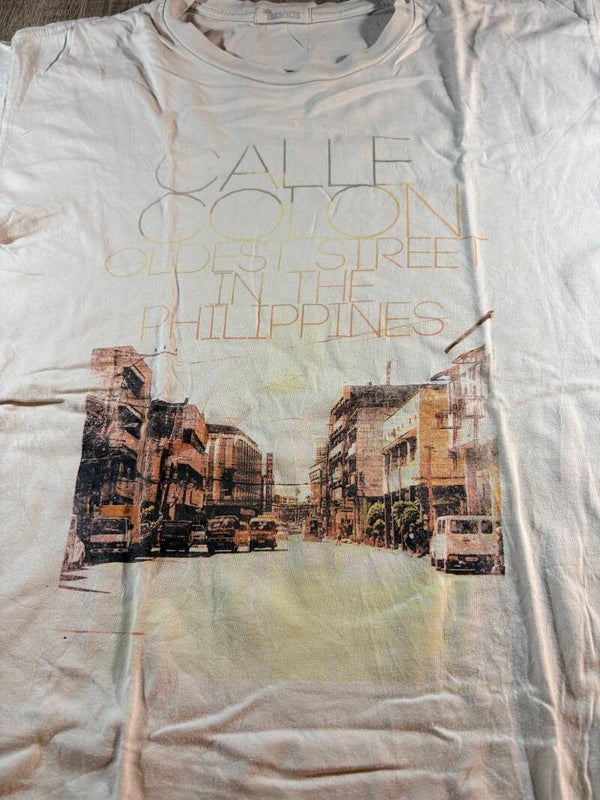 CALLE
COLON
OLDEST STREET
IN THE
PHILIPPINES